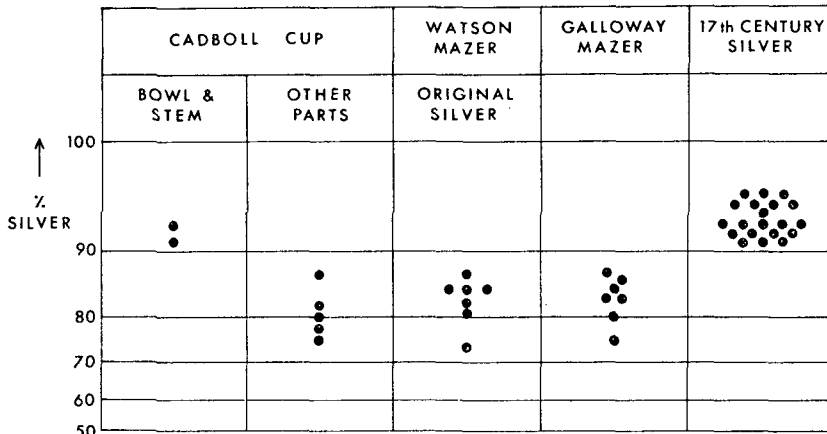 CADBOLL CUP
WATSON
MAZER
GALLOWAY
MAZER
17th CENTURY
SILVER
BOWL &
STEM
OTHER
PARTS
ORIGINAL
SILVER
%
SILVER
100
90
80
70
60
50